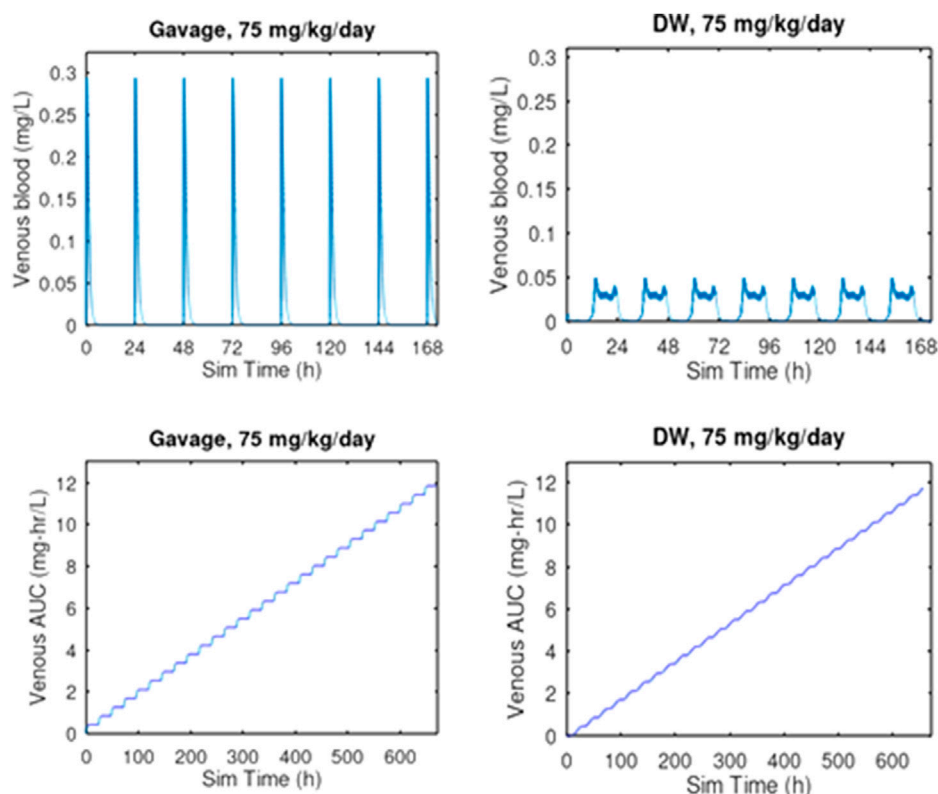 Gavage, 75 mg/kg/day
Venous blood (mg/L)
0.3
0.25
0.2
0.15
0.1
0.05
0
0 24 48 72 96 120 144 168
Sim Time (h)
DW, 75 mg/kg/day
Venous blood (mg/L)
0.3
0.25
0.2
0.15
0.1
0.05
0
0 24 48 72 96 120 144 168
Sim Time (h)
Gavage, 75 mg/kg/day
Venous AUC (mg-hr/L)
12
10
8
6
4
2
0
0 100 200 300 400 500 600
Sim Time (h)
DW, 75 mg/kg/day
Venous AUC (mg-hr/L)
12
10
8
6
4
2
0
0 100 200 300 400 500 600
Sim Time (h)